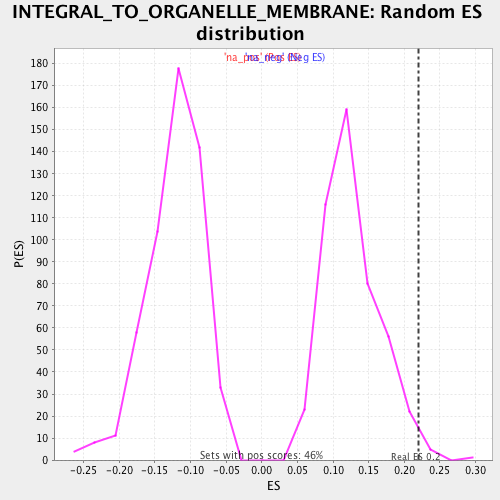 INTEGRAL_TO_ORGANELLE_MEMBRANE: Random ES
distribution
'na_pos' (Pos ES) 'na_neg' (Neg ES)
180
170
160
150
140
130
120
110
100
90
80
70
60
50
40
30
20
10
0
P(ES)
Sets with pos scores: 46%
Real ES 0.2
-0.25 -0.20 -0.15 -0.10 -0.05 0.00 0.05 0.10 0.15 0.20 0.25 0.30
ES